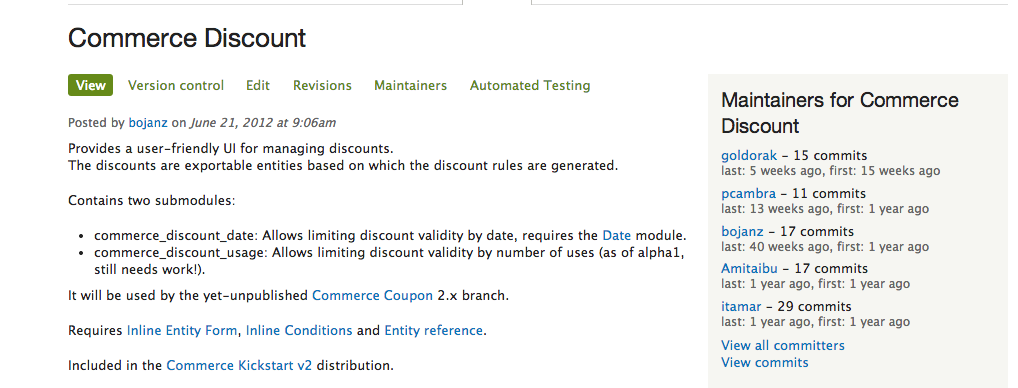 Commerce Discount
View Version control Edit Revisions Maintainers Automated Testing
Posted by bojanz on June 21, 2012 at 9:06am
Provides a user-friendly UI for managing discounts.
The discounts are exportable entities based on which the discount rules are generated.
Contains two submodules:
• commerce_discount_date: Allows limiting discount validity by date, requires the Date module.
• commerce_discount_usage: Allows limiting discount validity by number of uses (as of alpha1,
still needs work!).
It will be used by the yet-unpublished Commerce Coupon 2.x branch.
Requires Inline Entity Form, Inline Conditions and Entity reference.
Included in the Commerce Kickstart v2 distribution.
Maintainers for Commerce
Discount
goldorak – 15 commits
last: 5 weeks ago, first: 15 weeks ago
pcambra – 11 commits
last: 13 weeks ago, first: 1 year ago
bojanz – 17 commits
last: 40 weeks ago, first: 1 year ago
Amitaibu – 17 commits
last: 1 year ago, first: 1 year ago
itamar – 29 commits
last: 1 year ago, first: 1 year ago
View all committers
View commits